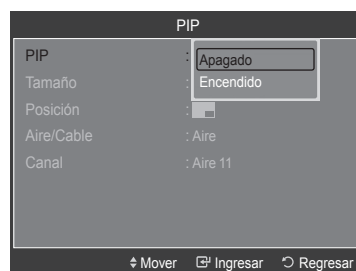 PIP
PIP : Apagado
Encendido
Tamaño :
Posición :
Aire/Cable : Aire
Canal : Aire 11
Mover Ingresar Regresar